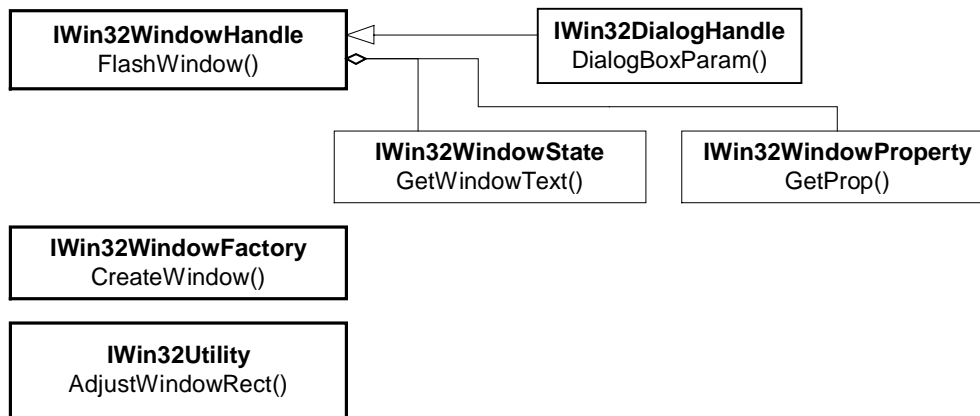 IWin32WindowHandle
FlashWindow()
IWin32DialogHandle
DialogBoxParam()
IWin32WindowState
GetWindowText()
IWin32WindowProperty
GetProp()
IWin32WindowFactory
CreateWindow()
IWin32Utility
AdjustWindowRect()